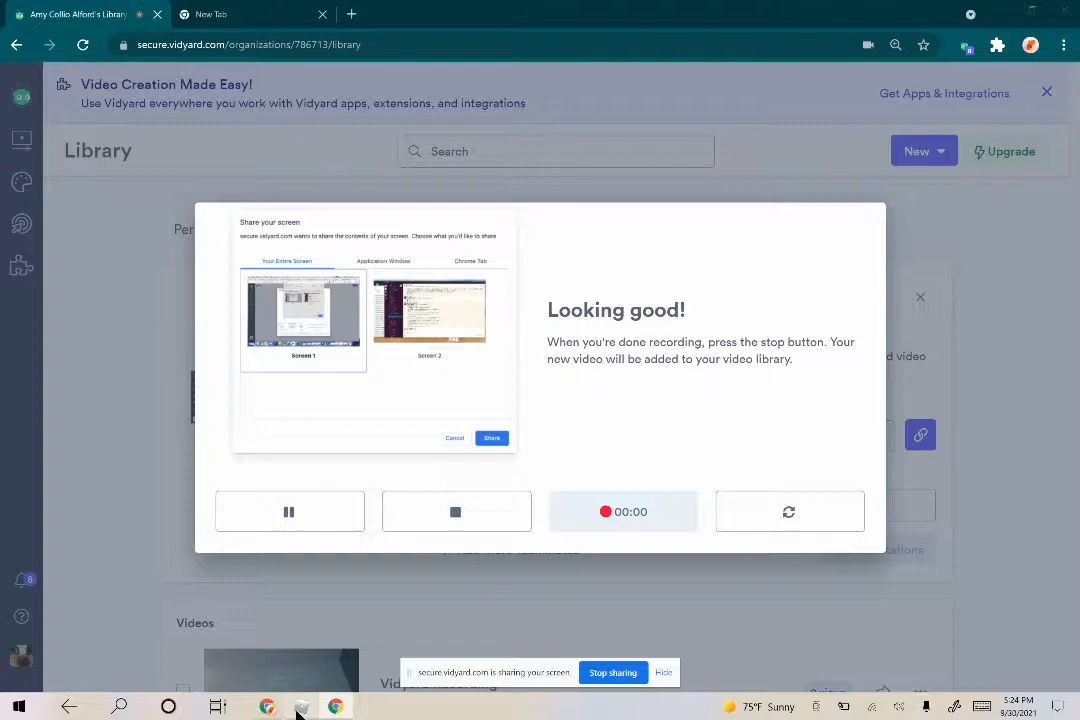 Amy Collio Alford's Library
New Tab
secure.vidyard.com/organizations/786713/library
Video Creation Made Easy!
Use Vidyard everywhere you work with Vidyard apps, extensions, and integrations
Get Apps & Integrations
Library
Search
New
Upgrade
Share your screen
secure.vidyard.com wants to share the contents of your screen. Choose what you'd like to share
Your Entire Screen
Application Window
Chrome Tab
Screen 1
Screen 2
Cancel
Share
Looking good!
When you're done recording, press the stop button. Your
new video will be added to your video library.
00:00
d video
Videos
8
secure.vidyard.com is sharing your screen.
Stop sharing
Hide
75°F Sunny
5:24 PM
9/30/2021